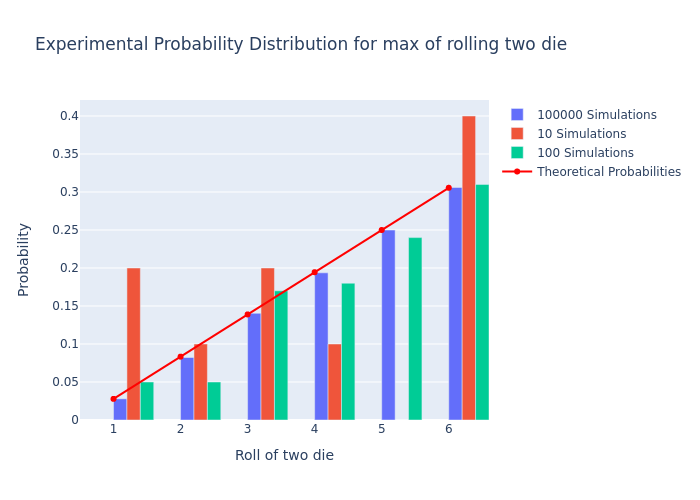 Experimental Probability Distribution for max of rolling two die
100000 Simulations
10 Simulations
100 Simulations
Theoretical Probabilities
Probability
0.4
0.35
0.3
0.25
0.2
0.15
0.1
0.05
0
1 2 3 4 5 6
Roll of two die